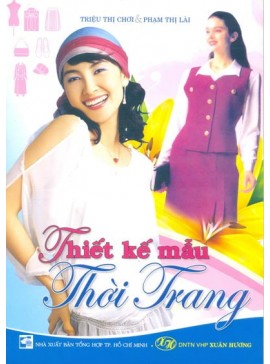 TRIỆU THỊ CHƠI & PHẠM THỊ LÀI
Thiết kế mẫu
Thời Trang
NHÀ XUẤT BẢN TỔNG HỢP TP. HỒ CHÍ MINH - XH DNTN VHP XUÂN HƯƠNG